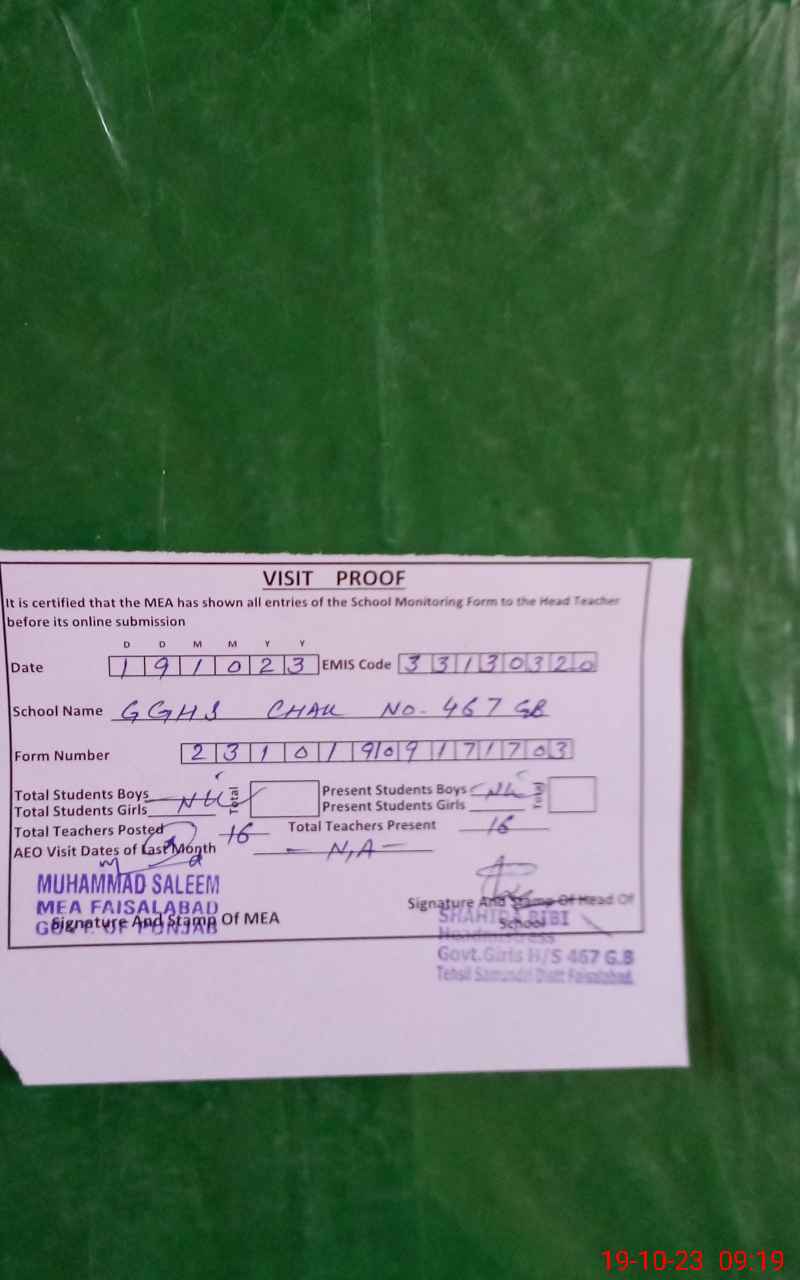 VISIT PROOF
It is certified that the MEA has shown all entries of the School Monitoring Form to the Head Teacher
before its online submission
D D M M Y Y
Date 1 9 1 0 2 3 EMIS Code 3 3 1 3 0 3 2 0
School Name GGHS CHAK NO. 467 GB
Form Number 2 3 1 0 1 9 0 9 1 7 1 7 0 3
Total Students Boys Total Present Students Boys Total
Total Students Girls Present Students Girls
Total Teachers Posted 16 Total Teachers Present 16
AEO Visit Dates of Last Month N,A
MUHAMMAD SALEEM
MEA FAISALABAD
GOVT. OF PUNJAB
Signature And Stamp Of MEA
Signature And Stamp Of Head Of
School
SHAHIDA BIBI
Headmistress
Govt.Girls H/S 467 G.B
Tehsil Samundri Distt Faisalabad.
19-10-23 09:19